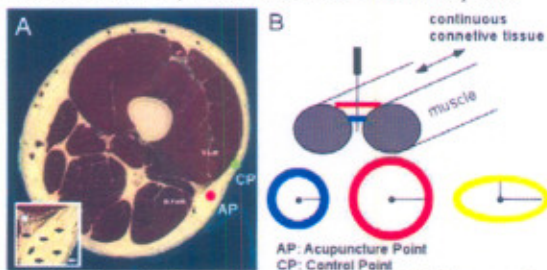 A
CP
AP
B
continuous
connetive tissue
muscle
AP: Acupuncture Point
CP: Control Point